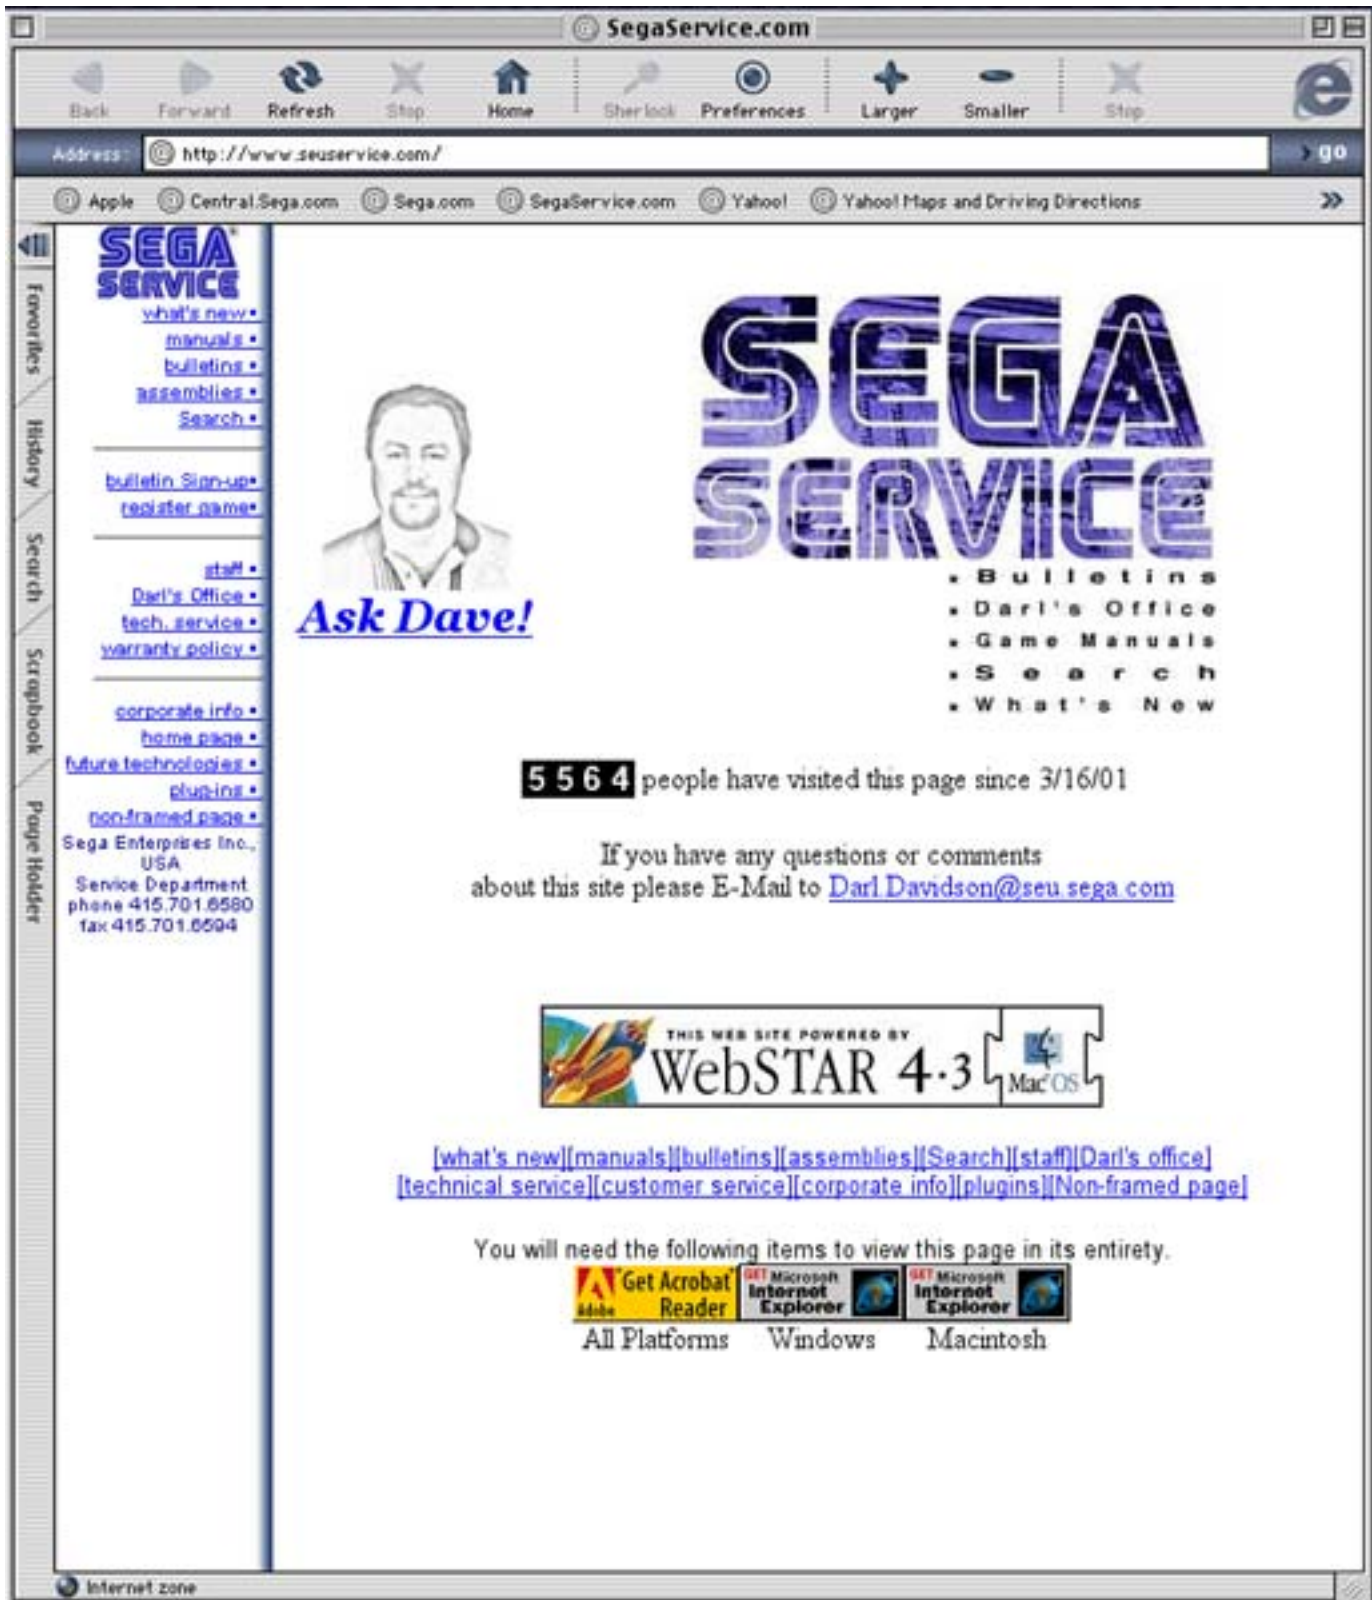 SegaService.com
Back Forward Refresh Stop Home Sherlock Preferences Larger Smaller Stop
Address: http://www.seuservice.com/ go
Apple Central.Sega.com Sega.com SegaService.com Yahoo! Yahoo! Maps and Driving Directions
Favorites
History
Search
Scrapbook
Page Holder
SEGA
SERVICE
what's new •
manuals •
bulletins •
assemblies •
Search •
bulletin Sign-up•
register game•
staff •
Darl's Office •
tech. service •
warranty policy •
corporate info •
home page •
future technologies •
plug-ins •
non-framed page •
Sega Enterprises Inc.,
USA
Service Department
phone 415.701.6580
fax 415.701.6594
Ask Dave!
SEGA
SERVICE
Bulletins
Darl's Office
Game Manuals
Search
What's New
5564 people have visited this page since 3/16/01
If you have any questions or comments
about this site please E-Mail to Darl.Davidson@seu.sega.com
THIS WEB SITE POWERED BY
WebSTAR 4.3
Mac OS
[what's new][manuals][bulletins][assemblies][Search][staff][Darl's office]
[technical service][customer service][corporate info][plugins][Non-framed page]
You will need the following items to view this page in its entirety.
Adobe Get Acrobat Reader
GET Microsoft Internet Explorer
GET Microsoft Internet Explorer
All Platforms Windows Macintosh
Internet zone